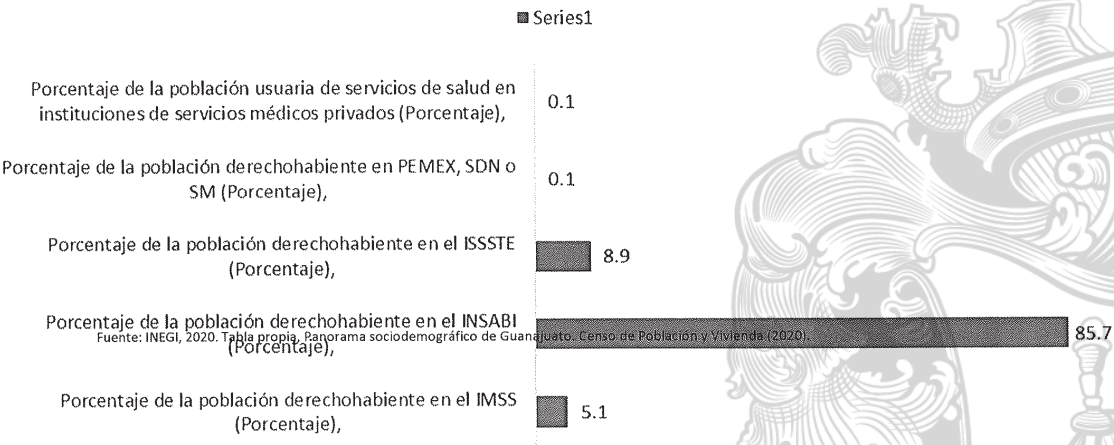 Series1
Porcentaje de la población usuaria de servicios de salud en
instituciones de servicios médicos privados (Porcentaje),
0.1
Porcentaje de la población derechohabiente en PEMEX, SDN o
SM (Porcentaje),
0.1
Porcentaje de la población derechohabiente en el ISSSTE
(Porcentaje),
8.9
Porcentaje de la población derechohabiente en el INSABI
(Porcentaje),
85.7
Fuente: INEGI, 2020. Tabla propia, Panorama sociodemográfico de Guanajuato. Censo de Población y Vivienda (2020).
Porcentaje de la población derechohabiente en el IMSS
(Porcentaje),
5.1